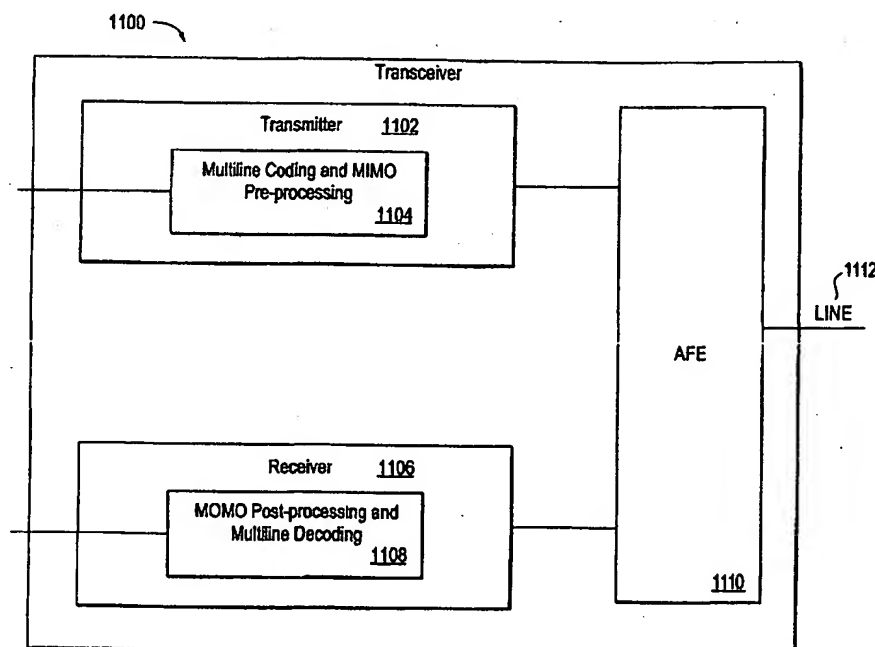 1100
Transceiver
Transmitter 1102
Multiline Coding and MIMO
Pre-processing
1104
1112
LINE
AFE
Receiver 1106
MOMO Post-processing and
Multiline Decoding
1108
1110